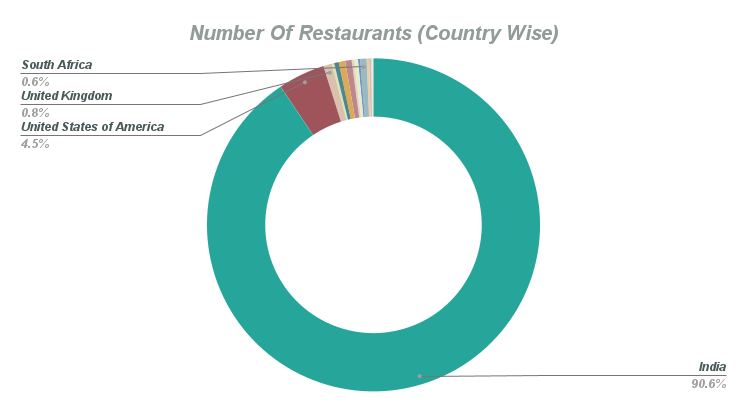 Number Of Restaurants (Country Wise)
South Africa
0.6%
United Kingdom
0.8%
United States of America
4.5%
India
90.6%